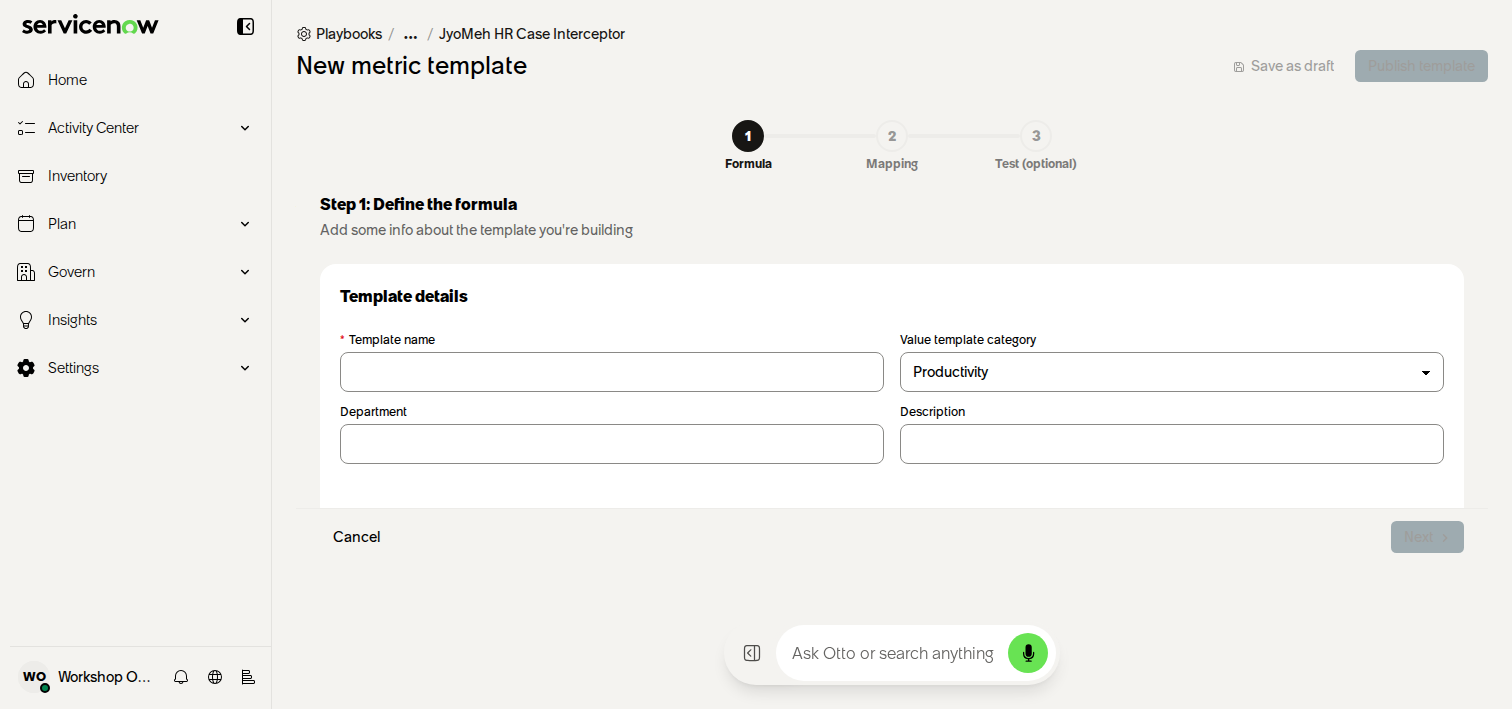 servicenow
Home
Activity Center
Inventory
Plan
Govern
Insights
Settings
WO
Workshop O...
Playbooks / ... / JyoMeh HR Case Interceptor
New metric template
Save as draft
Publish template
1
Formula
2
Mapping
3
Test (optional)
Step 1: Define the formula
Add some info about the template you're building
Template details
* Template name
Value template category
Productivity
Department
Description
Cancel
Next
Ask Otto or search anything